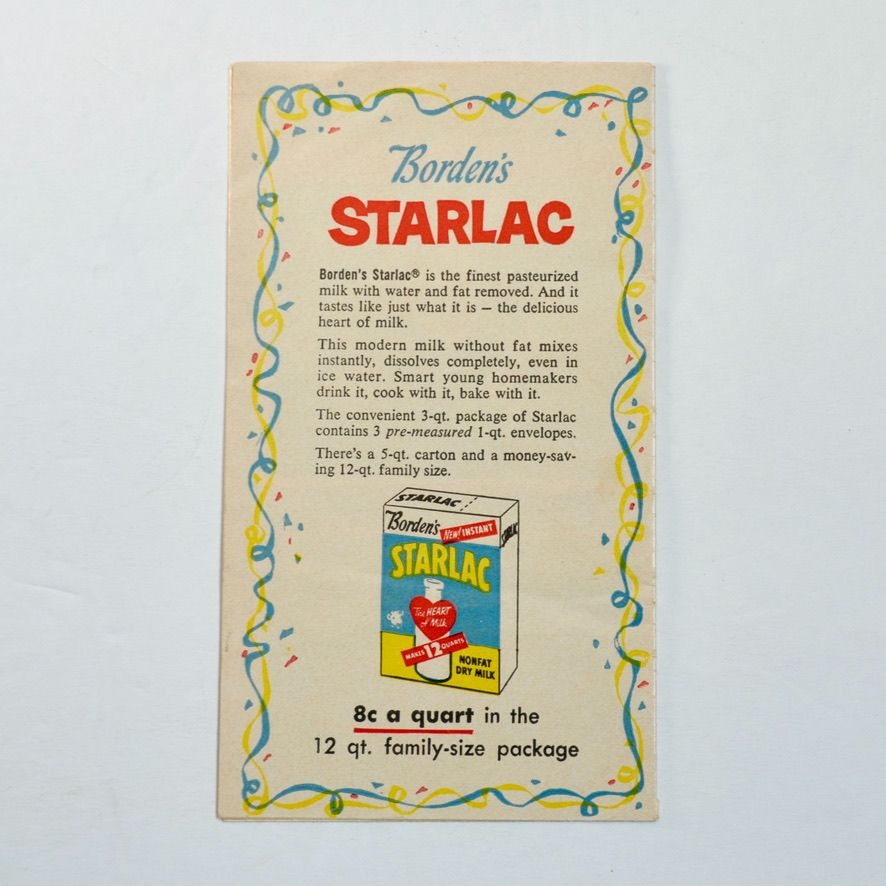 Borden's
STARLAC
Borden's Starlac® is the finest pasteurized
milk with water and fat removed. And it
tastes like just what it is — the delicious
heart of milk.
This modern milk without fat mixes
instantly, dissolves completely, even in
ice water. Smart young homemakers
drink it, cook with it, bake with it.
The convenient 3-qt. package of Starlac
contains 3 pre-measured 1-qt. envelopes.
There's a 5-qt. carton and a money-sav-
ing 12-qt. family size.
STARLAC
Borden's
New! INSTANT
STARLAC
STARLAC
The HEART
of Milk
MAKES 12 QUARTS
NONFAT
DRY MILK
8c a quart in the
12 qt. family-size package